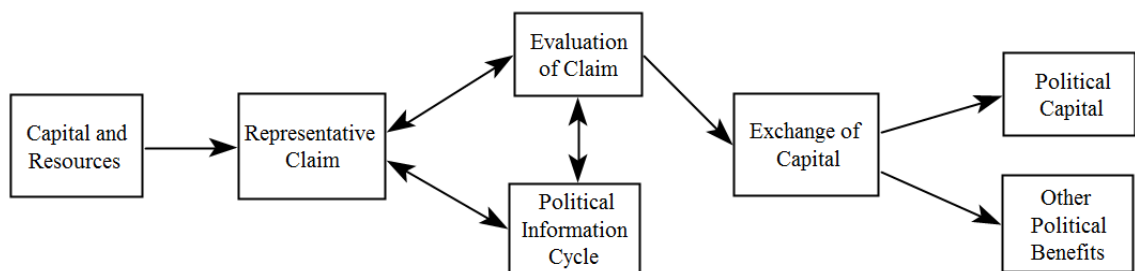 Capital and
Resources
Representative
Claim
Evaluation
of Claim
Political
Information
Cycle
Exchange of
Capital
Political
Capital
Other
Political
Benefits